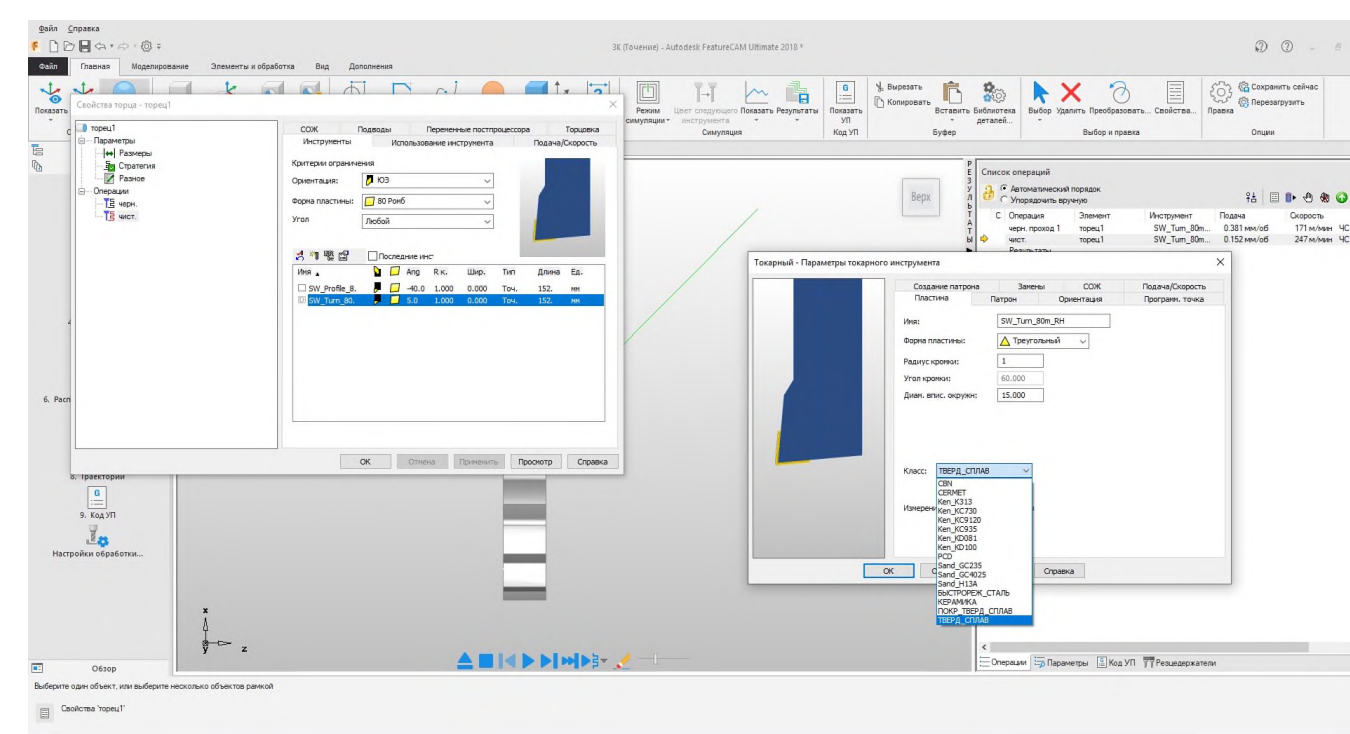 Файл Справка
3К (Точение) - Autodesk FeatureCAM Ultimate 2018 *
Файл Главная Моделирование Элементы и обработка Вид Дополнения
Показать
Режим симуляции
Цвет следующего инструмента
Показать Результаты
Симуляция
Показать УП
Код УП
Вырезать
Копировать
Вставить
Библиотека деталей...
Буфер
Выбор Удалить Преобразовать... Свойства...
Выбор и правка
Правка
Сохранить сейчас
Перезагрузить
Опции
Свойства торца - торец1
торец1
Параметры
Размеры
Стратегия
Разное
Операции
черн.
чист.
СОЖ Подводы Переменные постпроцессора Торцовка
Инструменты Использование инструмента Подача/Скорость
Критерии ограничения
Ориентация: ЮЗ
Форма пластины: 80 Ромб
Угол Любой
Последние инс
Имя Ang R к. Шир. Тип Длина Ед.
SW_Profile_8. -40.0 1.000 0.000 Точ. 152. мм
SW_Turn_80. 5.0 1.000 0.000 Точ. 152. мм
ОК Отмена Применить Просмотр Справка
6. Расп
8. Траектории
9. Код УП
Настройки обработки...
Обзор
Верх
x
y
z
РЕЗУЛЬТАТЫ
Список операций
Автоматический порядок
Упорядочить вручную
С Операция Элемент Инструмент Подача Скорость
черн. проход 1 торец1 SW_Turn_80m... 0.381 мм/об 171 м/мин ЧС
чист. торец1 SW_Turn_80m... 0.152 мм/об 247 м/мин ЧС
Результаты
Токарный - Параметры токарного инструмента
Создание патрона Замены СОЖ Подача/Скорость
Пластина Патрон Ориентация Программ. точка
Имя: SW_Turn_80m_RH
Форма пластины: Треугольный
Радиус кромки: 1
Угол кромки: 60.000
Диам. впис. окружн: 15.000
Класс: ТВЕРД_СПЛАВ
CBN
CERMET
Ken_K313
Ken_KC730
Ken_KC9120
Ken_KC935
Ken_KD081
Ken_KD100
PCD
Sand_GC235
Sand_GC4025
Sand_H13A
БЫСТРОРЕЖ_СТАЛЬ
КЕРАМИКА
ПОКР_ТВЕРД_СПЛАВ
ТВЕРД_СПЛАВ
ОК Справка
Операции Параметры Код УП Резцедержатели
Выберите один объект, или выберите несколько объектов рамкой
Свойства 'торец1'